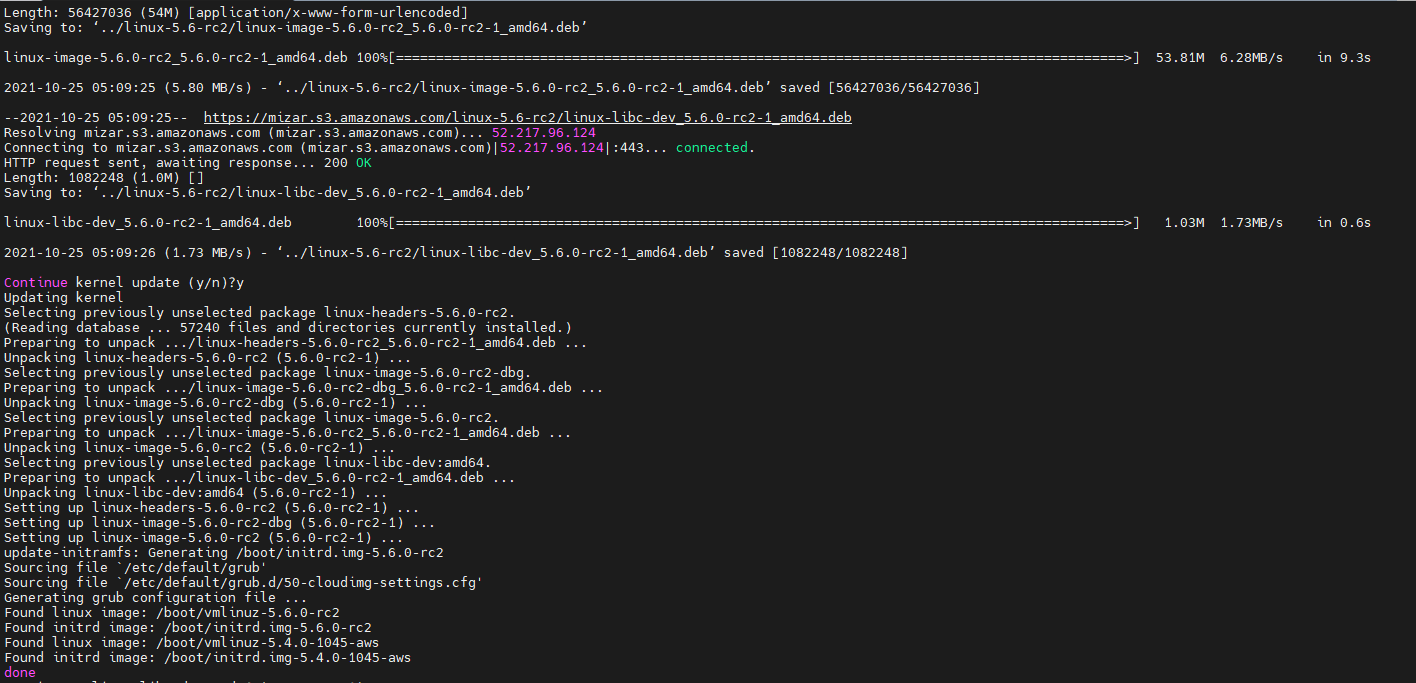 Length: 56427036 (54M) [application/x-www-form-urlencoded]
Saving to: ‘../linux-5.6-rc2/linux-image-5.6.0-rc2_5.6.0-rc2-1_amd64.deb’
linux-image-5.6.0-rc2_5.6.0-rc2-1_amd64.deb 100%[===========================================================================================>] 53.81M 6.28MB/s in 9.3s
2021-10-25 05:09:25 (5.80 MB/s) - ‘../linux-5.6-rc2/linux-image-5.6.0-rc2_5.6.0-rc2-1_amd64.deb’ saved [56427036/56427036]
--2021-10-25 05:09:25-- https://mizar.s3.amazonaws.com/linux-5.6-rc2/linux-libc-dev_5.6.0-rc2-1_amd64.deb
Resolving mizar.s3.amazonaws.com (mizar.s3.amazonaws.com)... 52.217.96.124
Connecting to mizar.s3.amazonaws.com (mizar.s3.amazonaws.com)|52.217.96.124|:443... connected.
HTTP request sent, awaiting response... 200 OK
Length: 1082248 (1.0M) []
Saving to: ‘../linux-5.6-rc2/linux-libc-dev_5.6.0-rc2-1_amd64.deb’
linux-libc-dev_5.6.0-rc2-1_amd64.deb 100%[===========================================================================================>] 1.03M 1.73MB/s in 0.6s
2021-10-25 05:09:26 (1.73 MB/s) - ‘../linux-5.6-rc2/linux-libc-dev_5.6.0-rc2-1_amd64.deb’ saved [1082248/1082248]
Continue kernel update (y/n)?y
Updating kernel
Selecting previously unselected package linux-headers-5.6.0-rc2.
(Reading database ... 57240 files and directories currently installed.)
Preparing to unpack .../linux-headers-5.6.0-rc2_5.6.0-rc2-1_amd64.deb ...
Unpacking linux-headers-5.6.0-rc2 (5.6.0-rc2-1) ...
Selecting previously unselected package linux-image-5.6.0-rc2-dbg.
Preparing to unpack .../linux-image-5.6.0-rc2-dbg_5.6.0-rc2-1_amd64.deb ...
Unpacking linux-image-5.6.0-rc2-dbg (5.6.0-rc2-1) ...
Selecting previously unselected package linux-image-5.6.0-rc2.
Preparing to unpack .../linux-image-5.6.0-rc2_5.6.0-rc2-1_amd64.deb ...
Unpacking linux-image-5.6.0-rc2 (5.6.0-rc2-1) ...
Selecting previously unselected package linux-libc-dev:amd64.
Preparing to unpack .../linux-libc-dev_5.6.0-rc2-1_amd64.deb ...
Unpacking linux-libc-dev:amd64 (5.6.0-rc2-1) ...
Setting up linux-headers-5.6.0-rc2 (5.6.0-rc2-1) ...
Setting up linux-image-5.6.0-rc2-dbg (5.6.0-rc2-1) ...
Setting up linux-image-5.6.0-rc2 (5.6.0-rc2-1) ...
update-initramfs: Generating /boot/initrd.img-5.6.0-rc2
Sourcing file `/etc/default/grub'
Sourcing file `/etc/default/grub.d/50-cloudimg-settings.cfg'
Generating grub configuration file ...
Found linux image: /boot/vmlinuz-5.6.0-rc2
Found initrd image: /boot/initrd.img-5.6.0-rc2
Found linux image: /boot/vmlinuz-5.4.0-1045-aws
Found initrd image: /boot/initrd.img-5.4.0-1045-aws
done